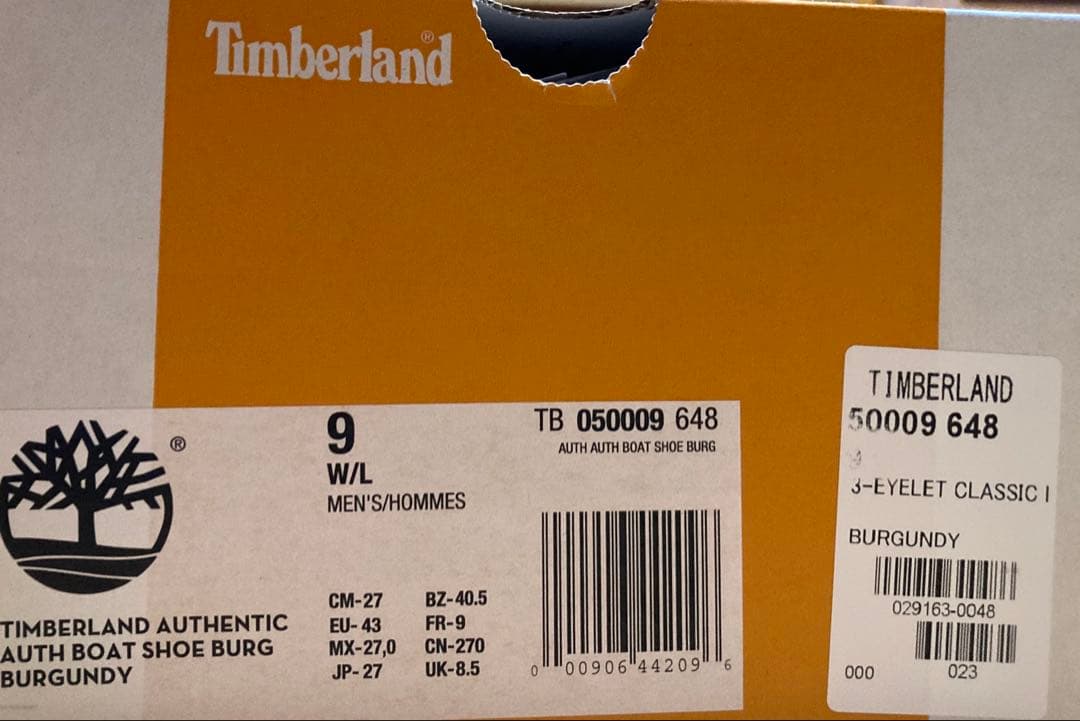 Timberland®
®
TIMBERLAND AUTHENTIC
AUTH BOAT SHOE BURG
BURGUNDY
9
W/L
MEN'S/HOMMES
CM-27 BZ-40.5
EU-43 FR-9
MX-27,0 CN-270
JP-27 UK-8.5
TB 050009 648
AUTH AUTH BOAT SHOE BURG
0 00906 44209 6
TIMBERLAND
50009 648
3-EYELET CLASSIC
BURGUNDY
029163-0048
000 023